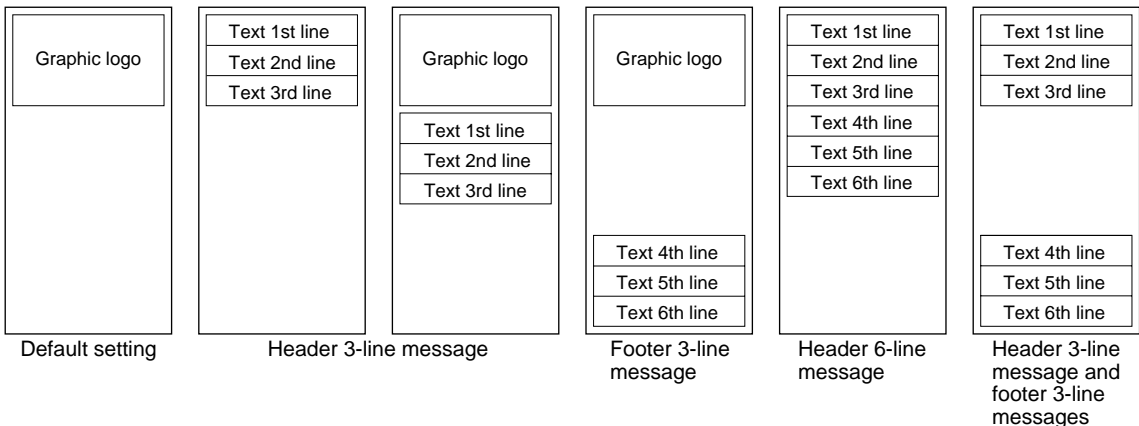 Graphic logo
Default setting
Text 1st line
Text 2nd line
Text 3rd line
Graphic logo
Text 1st line
Text 2nd line
Text 3rd line
Header 3-line message
Graphic logo
Text 4th line
Text 5th line
Text 6th line
Footer 3-line
message
Text 1st line
Text 2nd line
Text 3rd line
Text 4th line
Text 5th line
Text 6th line
Header 6-line
message
Text 1st line
Text 2nd line
Text 3rd line
Text 4th line
Text 5th line
Text 6th line
Header 3-line
message and
footer 3-line
messages